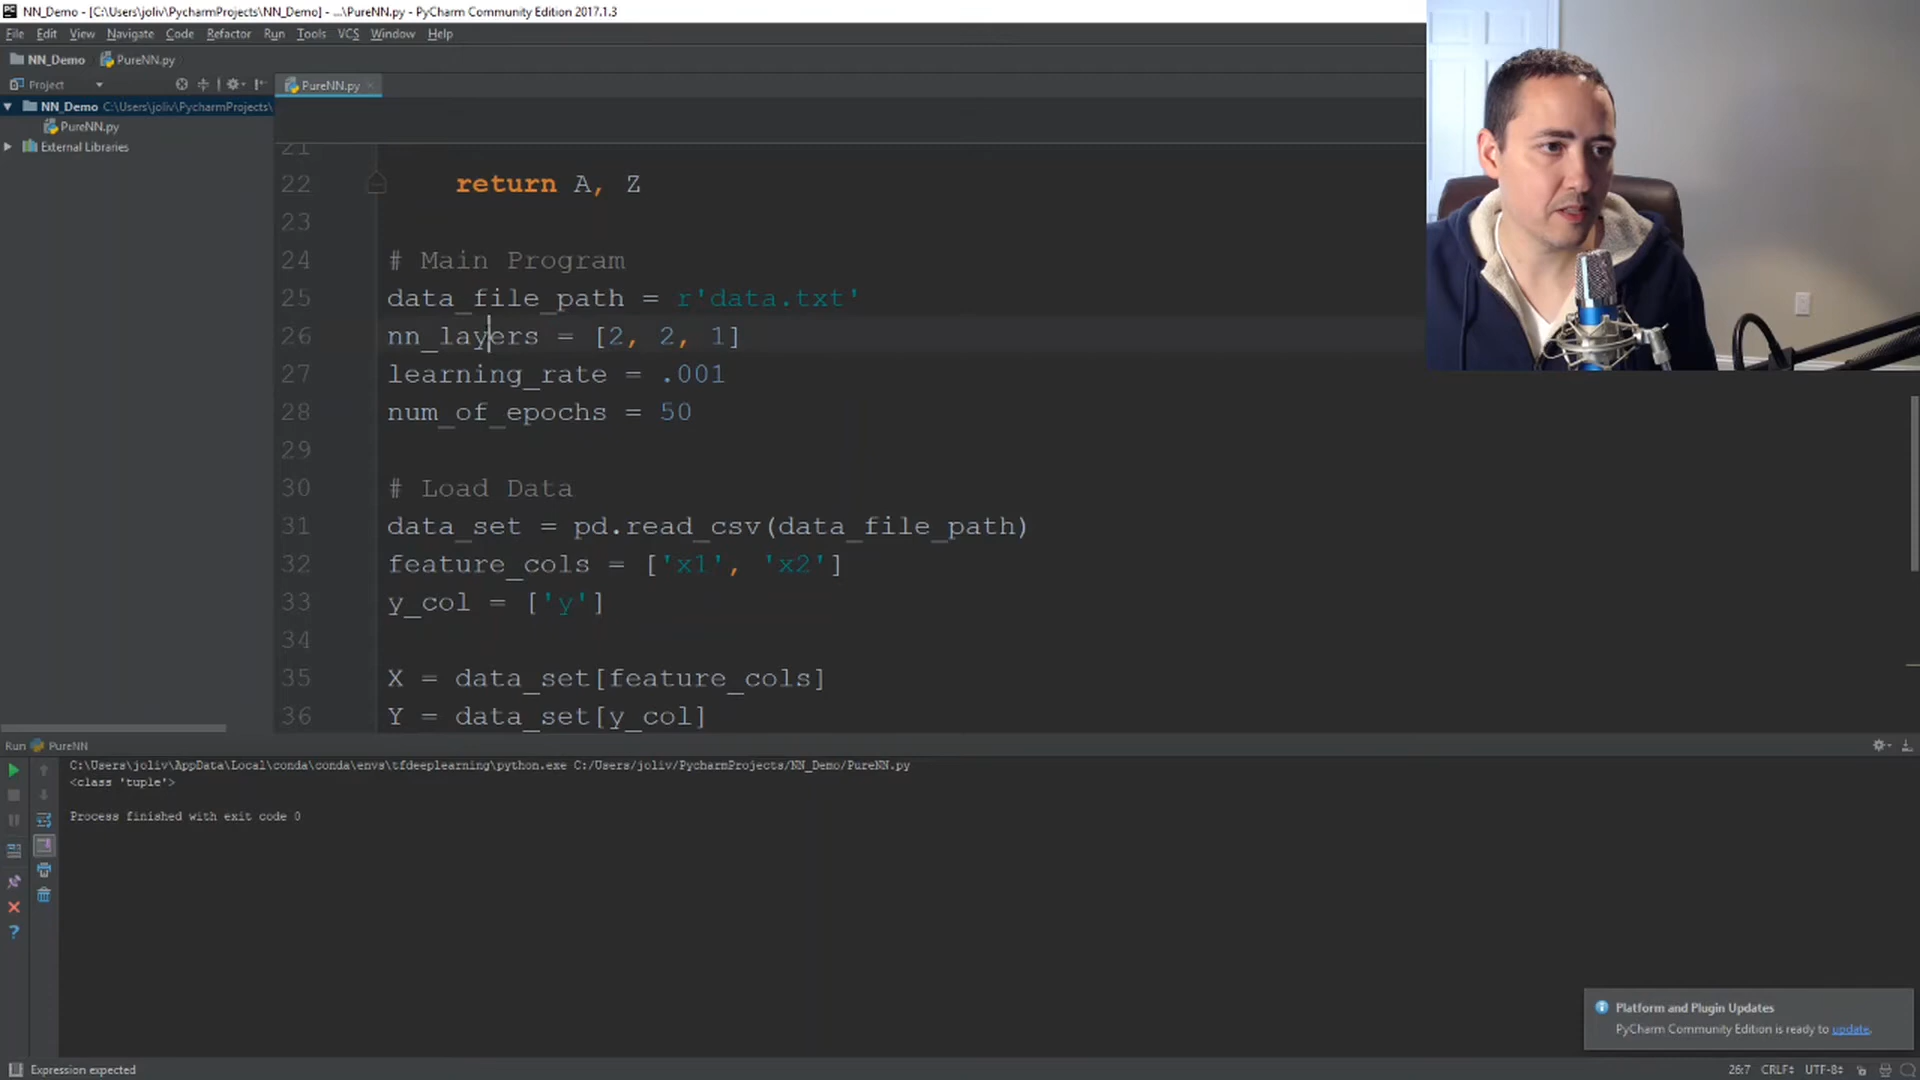 NN_Demo - [C:\Users\joliv\PycharmProjects\NN_Demo] - ...\PureNN.py - PyCharm Community Edition 2017.1.3
File Edit View Navigate Code Refactor Run Tools VCS Window Help
NN_Demo PureNN.py
Project
PureNN.py
NN_Demo C:\Users\joliv\PycharmProjects\
PureNN.py
External Libraries
21
22 return A, Z
23
24 # Main Program
25 data_file_path = r'data.txt'
26 nn_layers = [2, 2, 1]
27 learning_rate = .001
28 num_of_epochs = 50
29
30 # Load Data
31 data_set = pd.read_csv(data_file_path)
32 feature_cols = ['x1', 'x2']
33 y_col = ['y']
34
35 X = data_set[feature_cols]
36 Y = data_set[y_col]
Run PureNN
C:\Users\joliv\AppData\Local\conda\conda\envs\tfdeeplearning\python.exe C:/Users/joliv/PycharmProjects/NN_Demo/PureNN.py
<class 'tuple'>
Process finished with exit code 0
Platform and Plugin Updates
PyCharm Community Edition is ready to update.
Expression expected
26:7 CRLF UTF-8